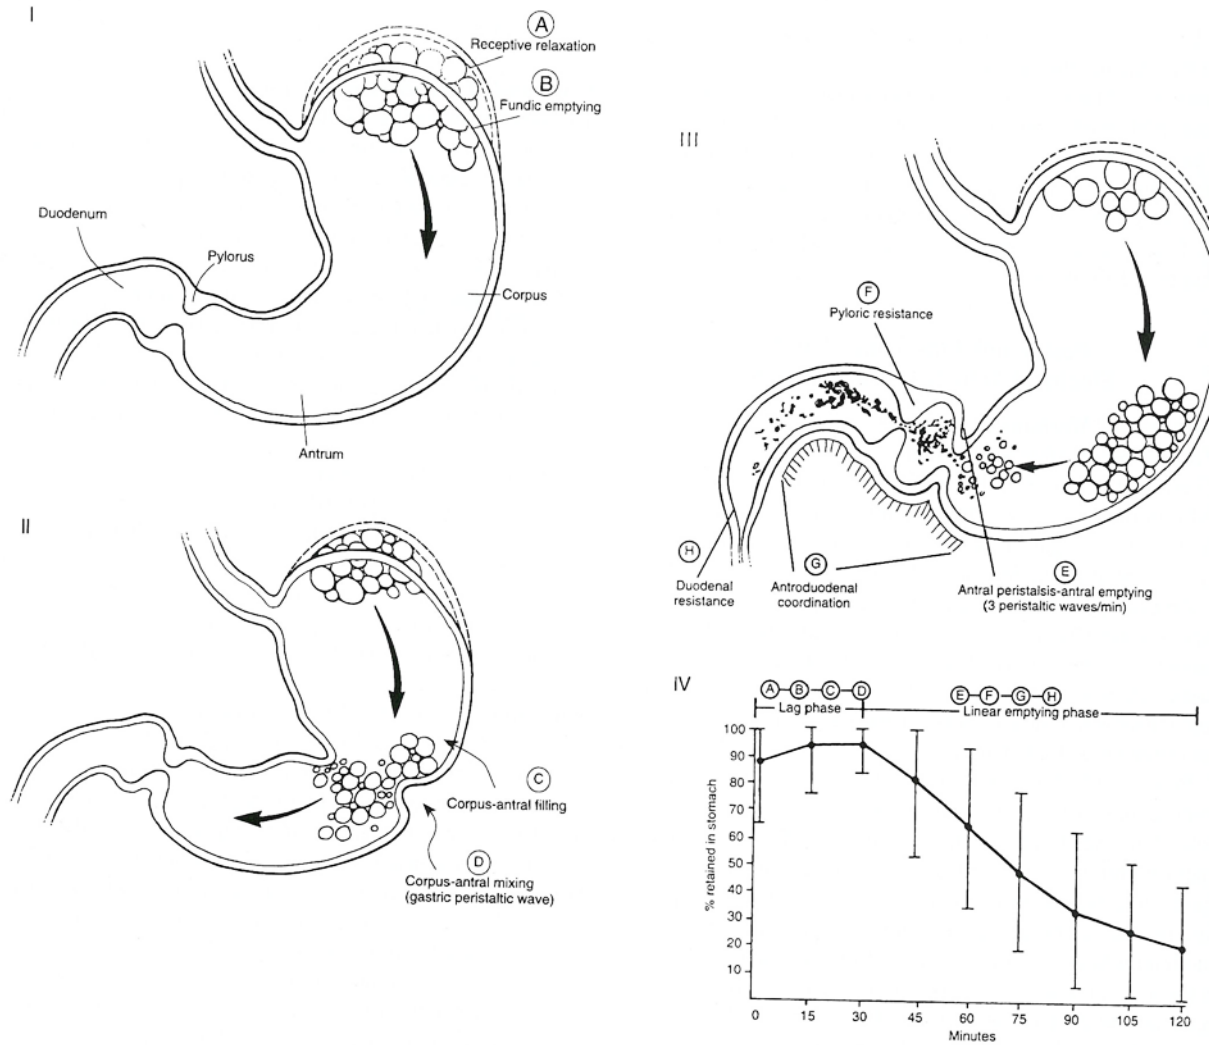 I
A
Receptive relaxation
B
Fundic emptying
Duodenum
Pylorus
Corpus
Antrum
II
C
Corpus-antral filling
D
Corpus-antral mixing
(gastric peristaltic wave)
III
F
Pyloric resistance
H
Duodenal
resistance
G
Antroduodenal
coordination
E
Antral peristalsis-antral emptying
(3 peristaltic waves/min)
IV
A B C D
Lag phase
E F G H
Linear emptying phase
% retained in stomach
100
90
80
70
60
50
40
30
20
10
0 15 30 45 60 75 90 105 120
Minutes